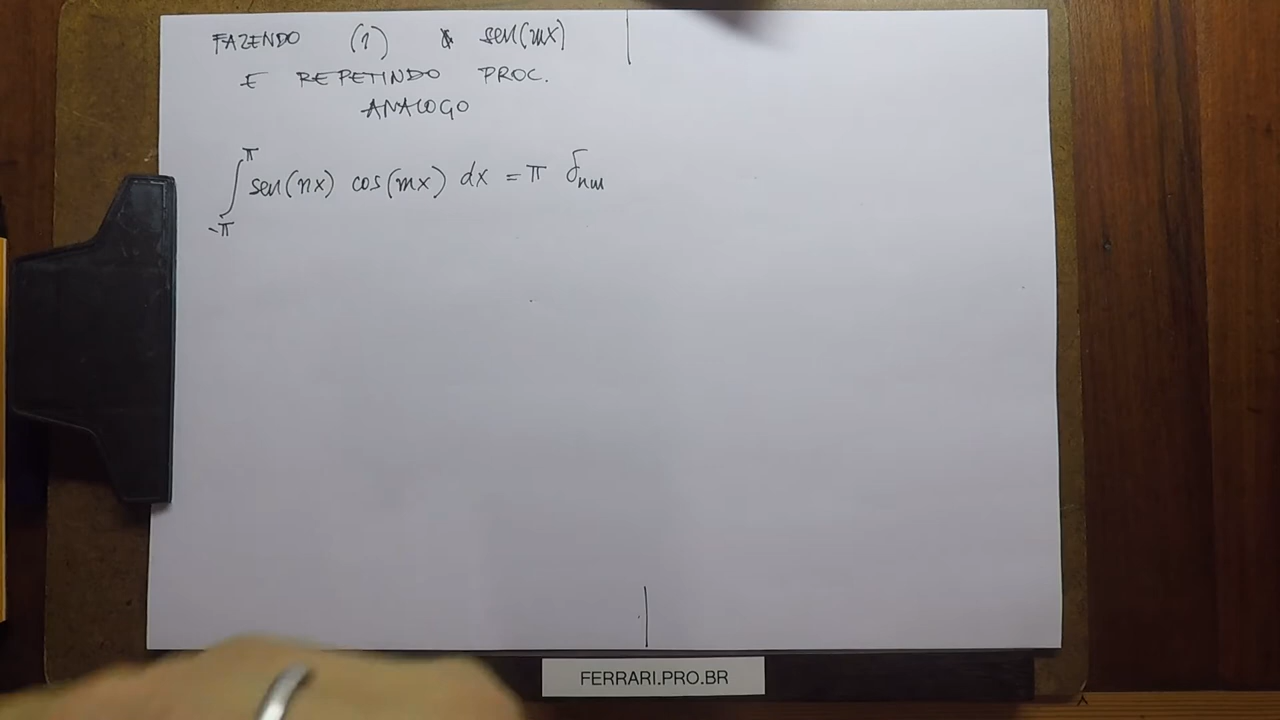 FAZENDO (1) * sen(mx)
E REPETINDO PROC.
ANALOGO
∫_{-π}^{π} sen(nx) cos(mx) dx = π δ_{nm}
FERRARI.PRO.BR